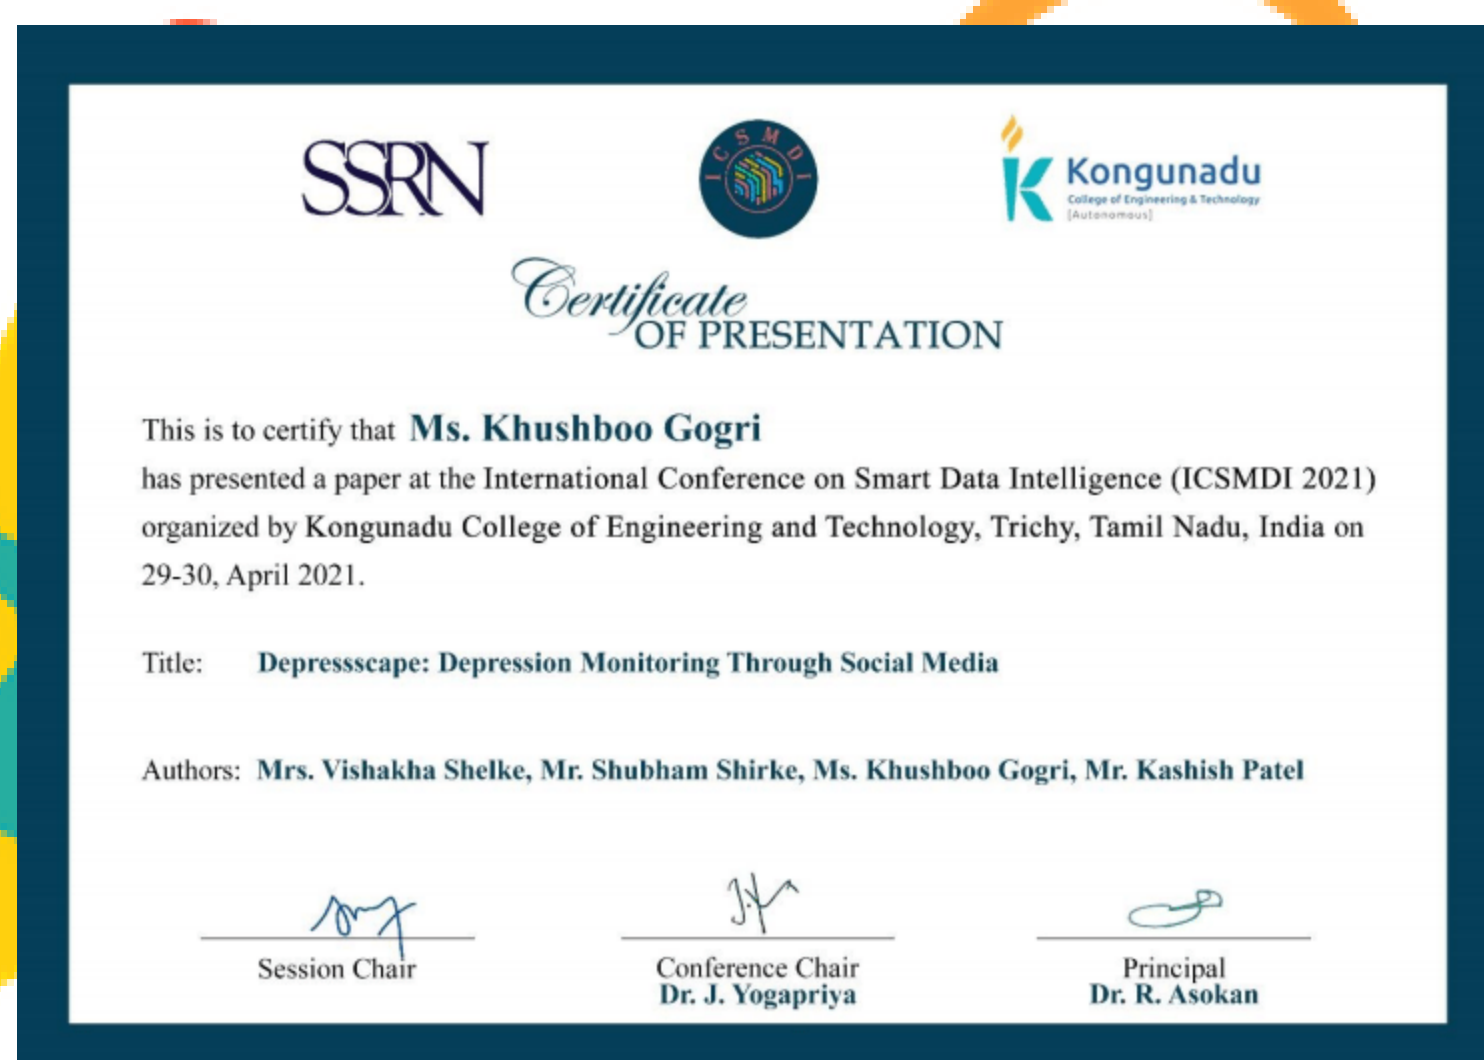 SSRN
ICSMDI
Kongunadu
College of Engineering & Technology
[Autonomous]
Certificate
OF PRESENTATION
This is to certify that Ms. Khushboo Gogri
has presented a paper at the International Conference on Smart Data Intelligence (ICSMDI 2021)
organized by Kongunadu College of Engineering and Technology, Trichy, Tamil Nadu, India on
29-30, April 2021.
Title: Depressscape: Depression Monitoring Through Social Media
Authors: Mrs. Vishakha Shelke, Mr. Shubham Shirke, Ms. Khushboo Gogri, Mr. Kashish Patel
Session Chair
Conference Chair
Dr. J. Yogapriya
Principal
Dr. R. Asokan